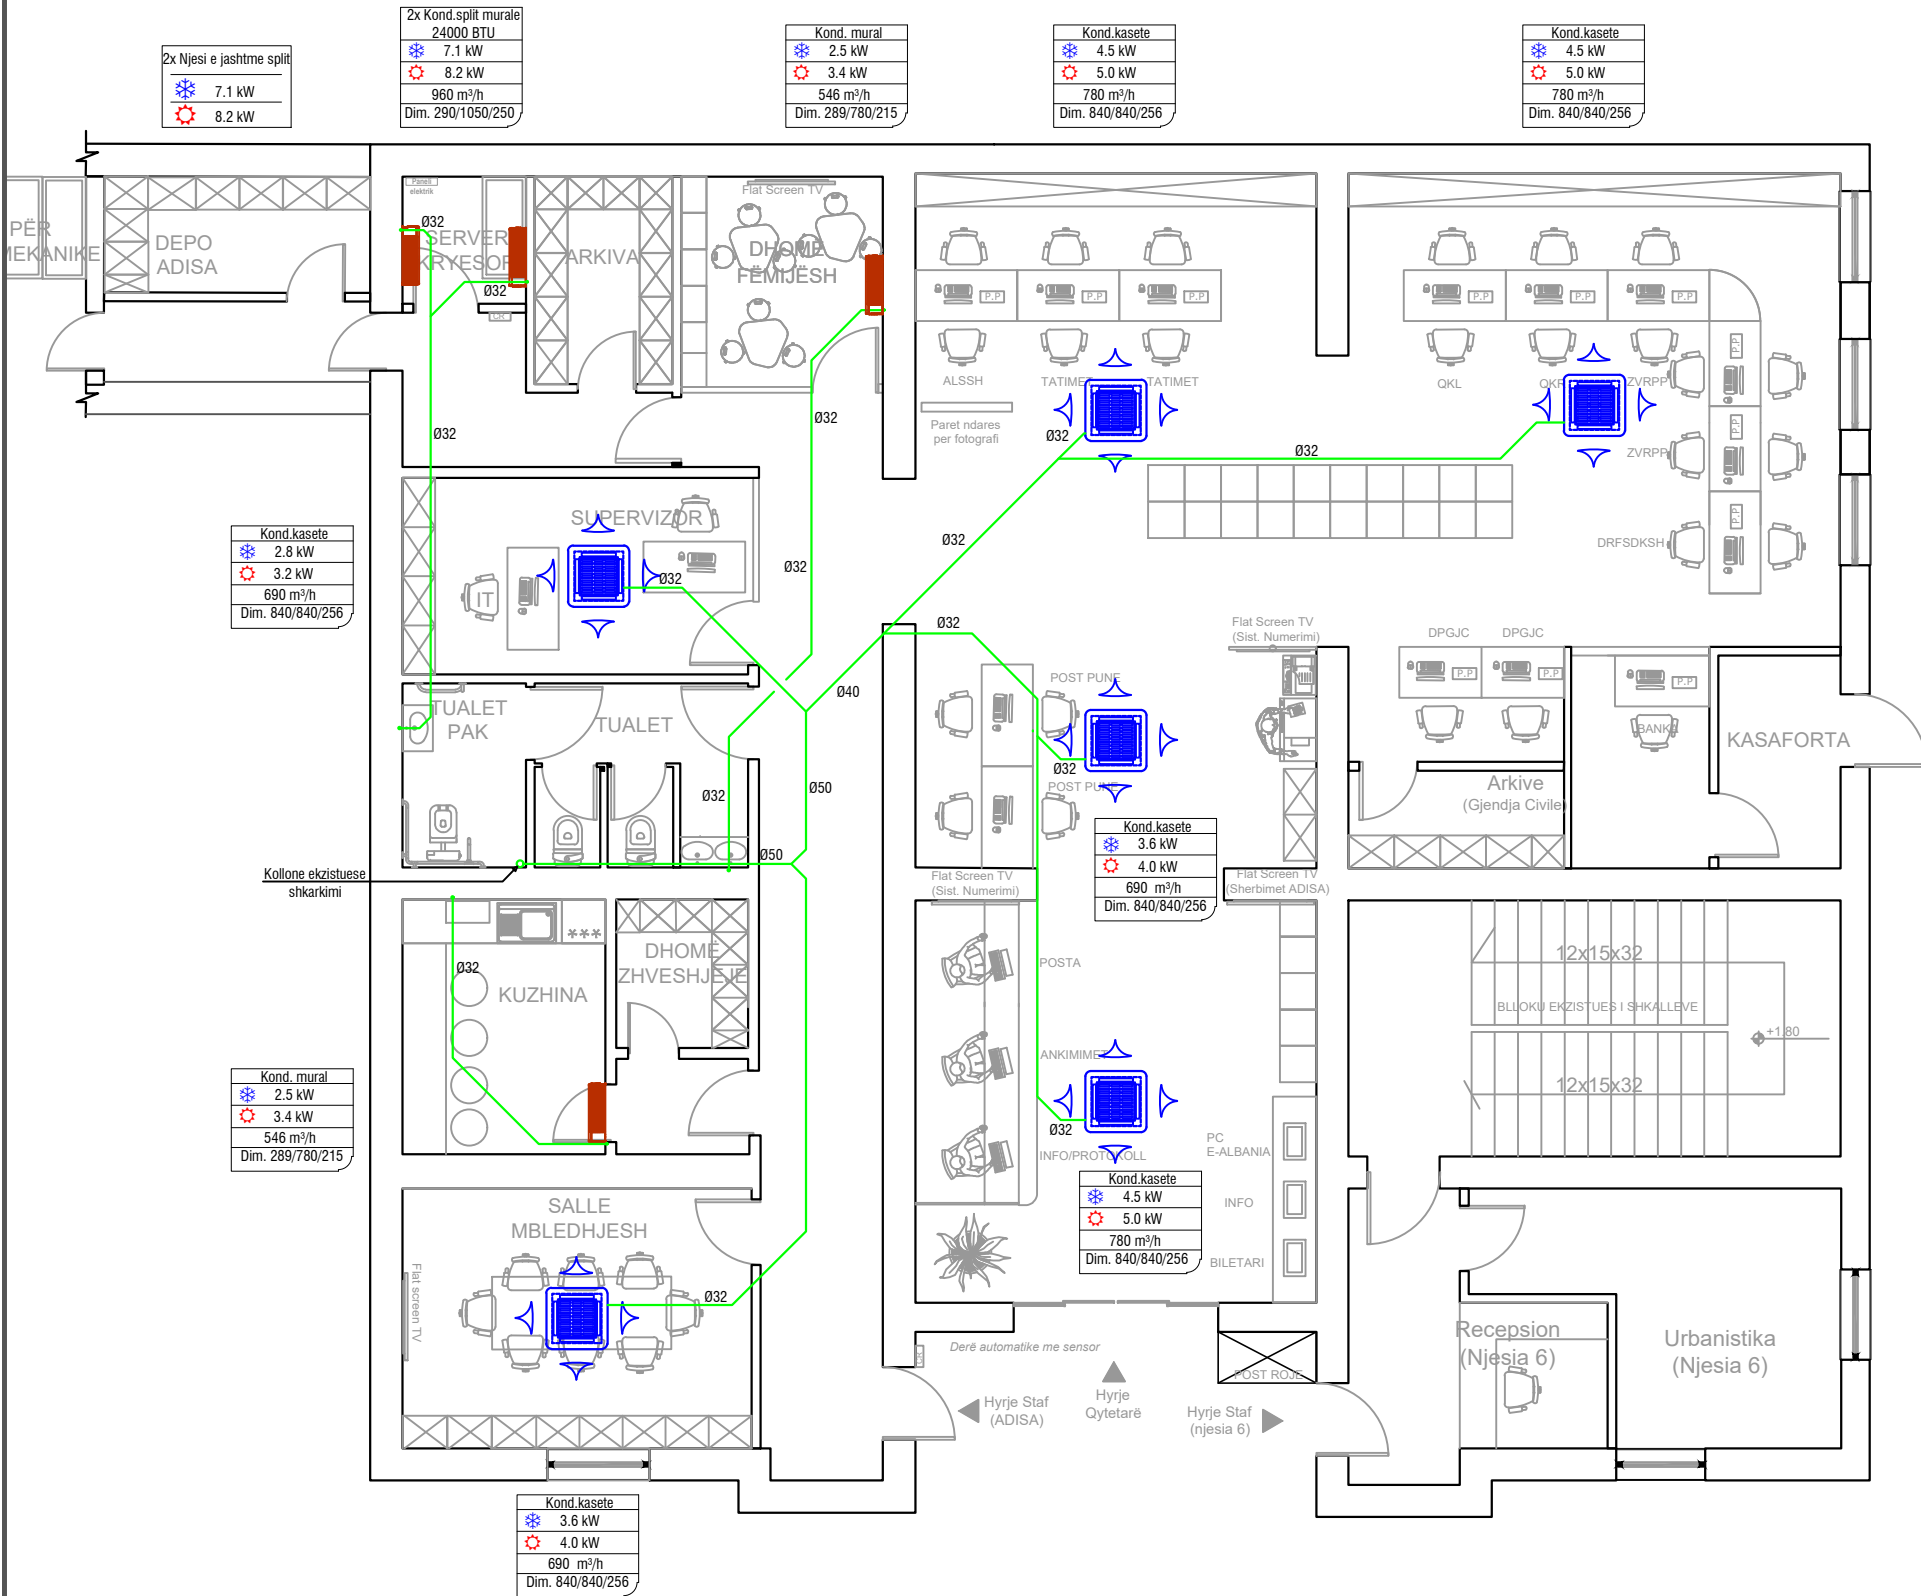 2x Kond.split murale
24000 BTU
7.1 kW
8.2 kW
960 m³/h
Dim. 290/1050/250
Kond. mural
2.5 kW
3.4 kW
546 m³/h
Dim. 289/780/215
Kond.kasete
4.5 kW
5.0 kW
780 m³/h
Dim. 840/840/256
Kond.kasete
4.5 kW
5.0 kW
780 m³/h
Dim. 840/840/256
2x Njesi e jashtme split
7.1 kW
8.2 kW
PËR
MEKANIKE
DEPO
ADISA
Paneli
elektrik
Ø32
SERVER
KRYESOR
Ø32
CR
ARKIVA
Flat Screen TV
DHOMË
FËMIJËSH
P.P
P.P
P.P
P.P
P.P
P.P
ALSSH
TATIMET
TATIMET
QKL
QKR
ZVRPP
P.P
Paret ndares
per fotografi
Ø32
Ø32
Ø32
Ø32
ZVRPP
P.P
SUPERVIZOR
IT
Ø32
Ø32
Ø32
DRFSDKSH
P.P
Kond.kasete
2.8 kW
3.2 kW
690 m³/h
Dim. 840/840/256
Ø32
Flat Screen TV
(Sist. Numerimi)
DPGJC
DPGJC
P.P
P.P
P.P
TUALET
PAK
TUALET
Ø40
POST PUNE
BANKA
KASAFORTA
Ø32
POST PUNE
Ø32
Ø50
Arkive
(Gjendja Civile)
Kond.kasete
3.6 kW
4.0 kW
690 m³/h
Dim. 840/840/256
Ø50
Kollone ekzistuese
shkarkimi
Flat Screen TV
(Sist. Numerimi)
Flat Screen TV
(Sherbimet ADISA)
***
Ø32
KUZHINA
DHOMË
ZHVESHJEJE
POSTA
12x15x32
BLLOKU EKZISTUES I SHKALLEVE
+1.80
12x15x32
ANKIMIMET
Kond. mural
2.5 kW
3.4 kW
546 m³/h
Dim. 289/780/215
Ø32
INFO/PROTOKOLL
PC
E-ALBANIA
Kond.kasete
4.5 kW
5.0 kW
780 m³/h
Dim. 840/840/256
INFO
BILETARI
SALLE
MBLEDHJESH
Flat screen TV
Ø32
Derë automatike me sensor
CR
POST ROJE
Recepsion
(Njesia 6)
Urbanistika
(Njesia 6)
Hyrje Staf
(ADISA)
Hyrje
Qytetarë
Hyrje Staf
(njesia 6)
Kond.kasete
3.6 kW
4.0 kW
690 m³/h
Dim. 840/840/256